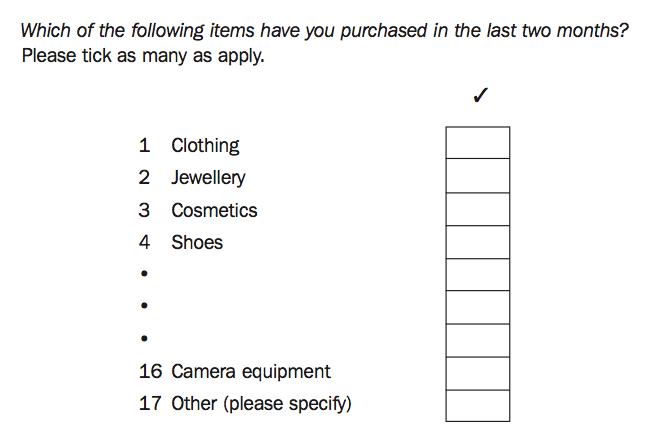 Which of the following items have you purchased in the last two months?
Please tick as many as apply.
✓
1 Clothing
2 Jewellery
3 Cosmetics
4 Shoes
•
•
•
16 Camera equipment
17 Other (please specify)